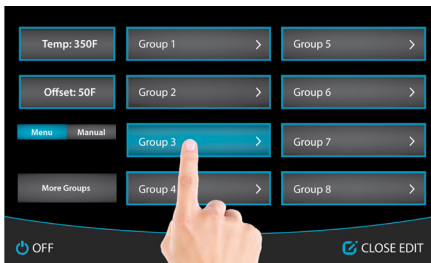 Temp: 350F
Group 1
Group 5
Offset: 50F
Group 2
Group 6
Menu
Manual
Group 3
Group 7
More Groups
Group 4
Group 8
OFF
CLOSE EDIT